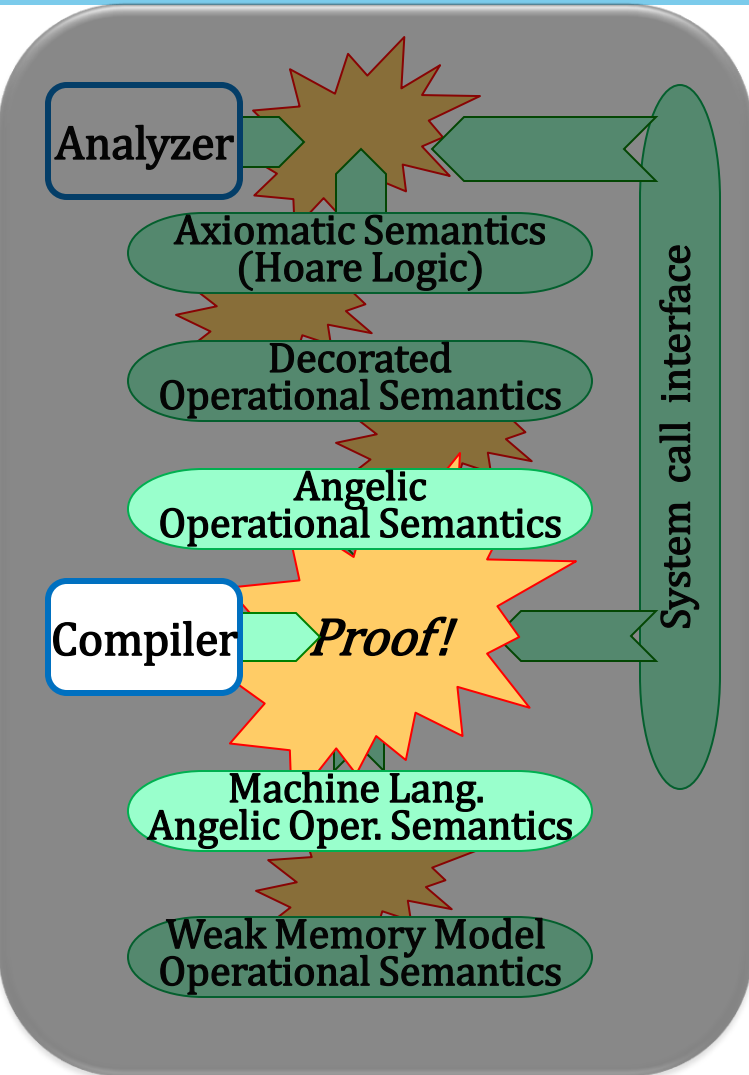 Analyzer
Axiomatic Semantics
(Hoare Logic)
Decorated
Operational Semantics
Angelic
Operational Semantics
Compiler
Proof!
System call interface
Machine Lang.
Angelic Oper. Semantics
Weak Memory Model
Operational Semantics